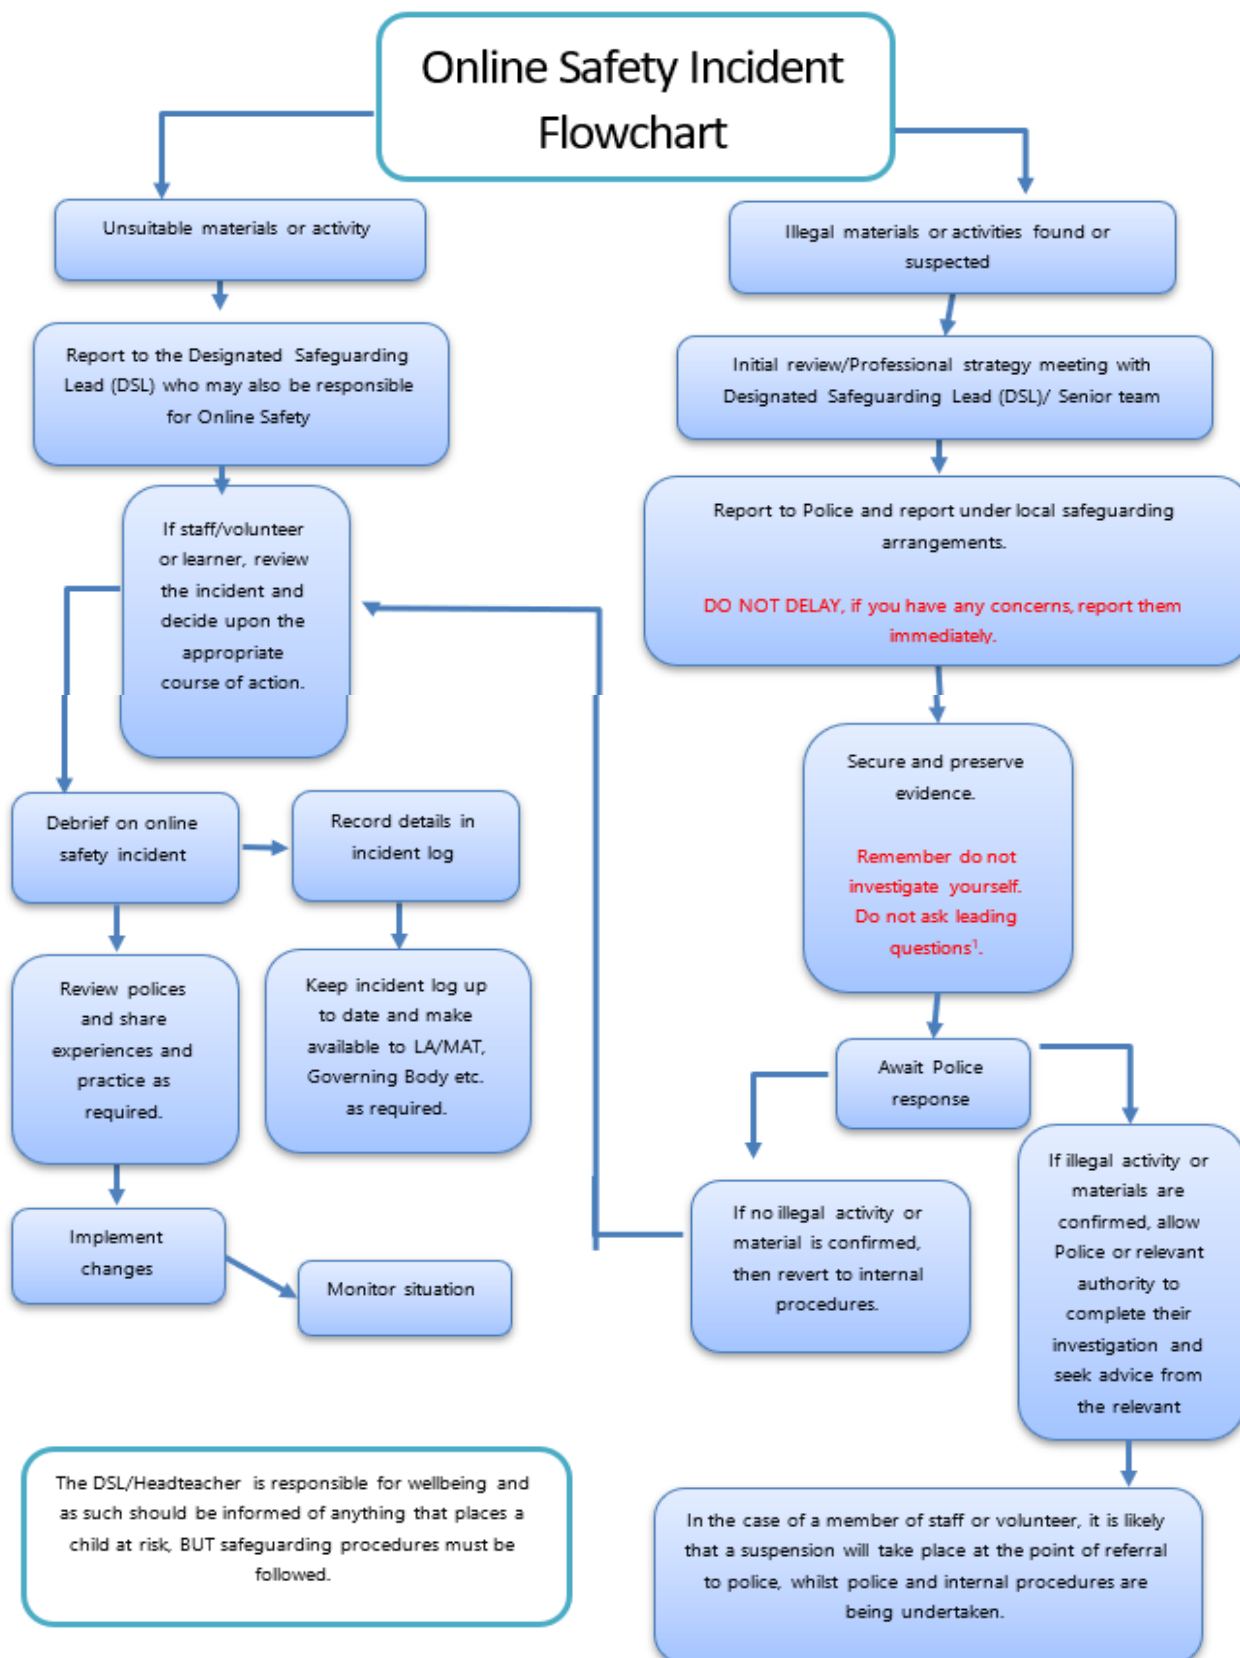 Online Safety Incident
Flowchart
Unsuitable materials or activity
Report to the Designated Safeguarding
Lead (DSL) who may also be responsible
for Online Safety
If staff/volunteer
or learner, review
the incident and
decide upon the
appropriate
course of action.
Debrief on online
safety incident
Record details in
incident log
Review polices
and share
experiences and
practice as
required.
Keep incident log up
to date and make
available to LA/MAT,
Governing Body etc.
as required.
Implement
changes
Monitor situation
Illegal materials or activities found or
suspected
Initial review/Professional strategy meeting with
Designated Safeguarding Lead (DSL)/ Senior team
Report to Police and report under local safeguarding
arrangements.
DO NOT DELAY, if you have any concerns, report them
immediately.
Secure and preserve
evidence.
Remember do not
investigate yourself.
Do not ask leading
questions¹.
Await Police
response
If no illegal activity or
material is confirmed,
then revert to internal
procedures.
If illegal activity or
materials are
confirmed, allow
Police or relevant
authority to
complete their
investigation and
seek advice from
the relevant
In the case of a member of staff or volunteer, it is likely
that a suspension will take place at the point of referral
to police, whilst police and internal procedures are
being undertaken.
The DSL/Headteacher is responsible for wellbeing and
as such should be informed of anything that places a
child at risk, BUT safeguarding procedures must be
followed.